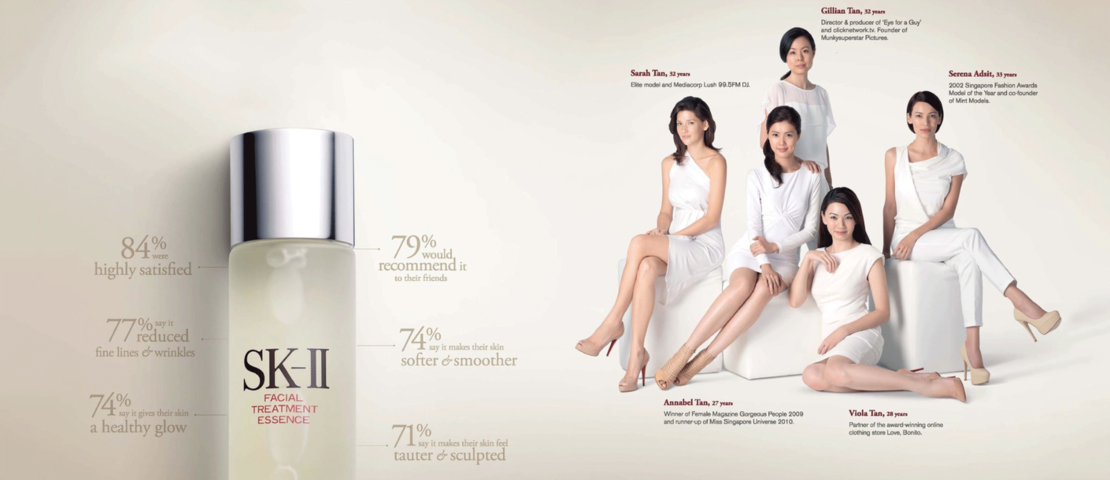 84% were
highly satisfied
77% say it
reduced
fine lines & wrinkles
74% say it gives their skin
a healthy glow
SK-II
FACIAL
TREATMENT
ESSENCE
79%
would
recommend it
to their friends
74%
say it makes their skin
softer & smoother
71%
say it makes their skin feel
tauter & sculpted
Gillian Tan, 32 years
Director & producer of 'Eye for a Guy'
and clicknetwork.tv. Founder of
Munkysuperstar Pictures.
Sarah Tan, 32 years
Elite model and Mediacorp Lush 99.5FM DJ.
Serena Adsit, 33 years
2002 Singapore Fashion Awards
Model of the Year and co-founder
of Mint Models.
Annabel Tan, 27 years
Winner of Female Magazine Gorgeous People 2009
and runner-up of Miss Singapore Universe 2010.
Viola Tan, 28 years
Partner of the award-winning online
clothing store Love, Bonito.